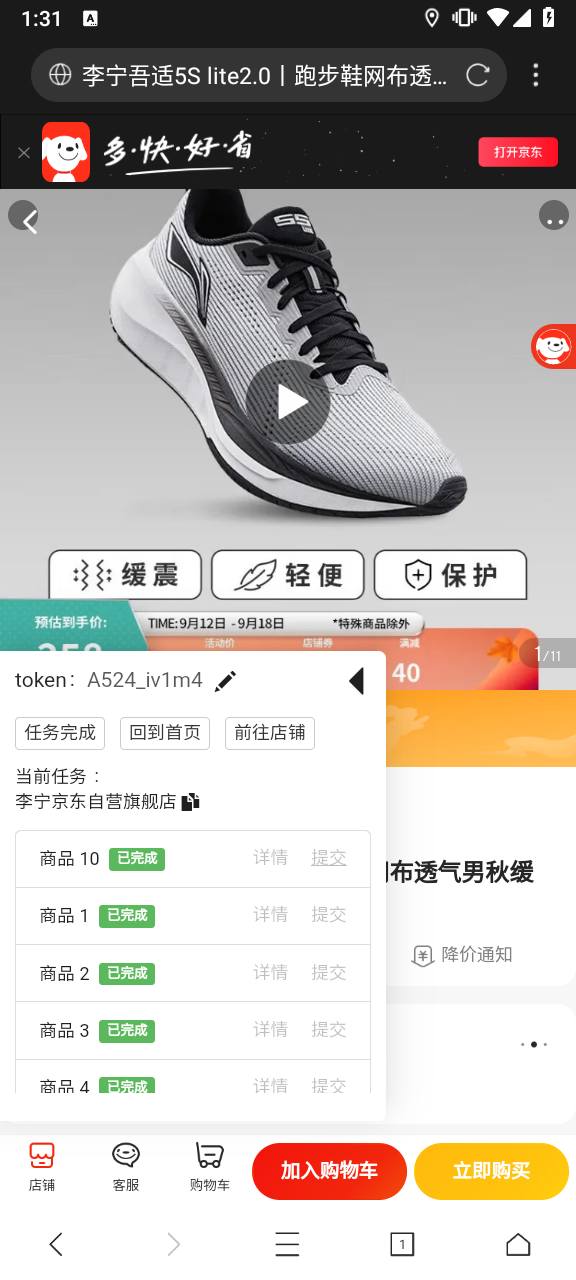 1:31
A
李宁吾适5S lite2.0丨跑步鞋网布透…
多·快·好·省
打开京东
缓震
轻便
保护
预估到手价:
TIME:9月12日 -9月18日
*特殊商品除外
活动价
店铺券
满减
40
1/11
token： A524_iv1m4
任务完成
回到首页
前往店铺
当前任务：
李宁京东自营旗舰店
商品 10 已完成 详情 提交
网布透气男秋缓
商品 1 已完成 详情 提交
降价通知
商品 2 已完成 详情 提交
商品 3 已完成 详情 提交
商品 4 已完成 详情 提交
店铺
客服
购物车
加入购物车
立即购买
1